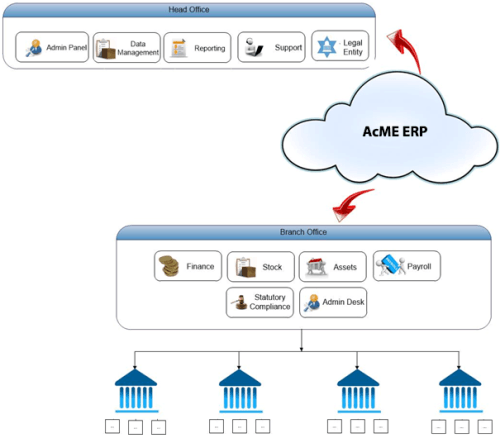 Head Office
Admin Panel
Data
Management
Reporting
Support
- Legal
Entity
AcME ERP
Branch Office
Finance
Stock
Assets
Payroll
Statutory
Compliance
Admin Desk